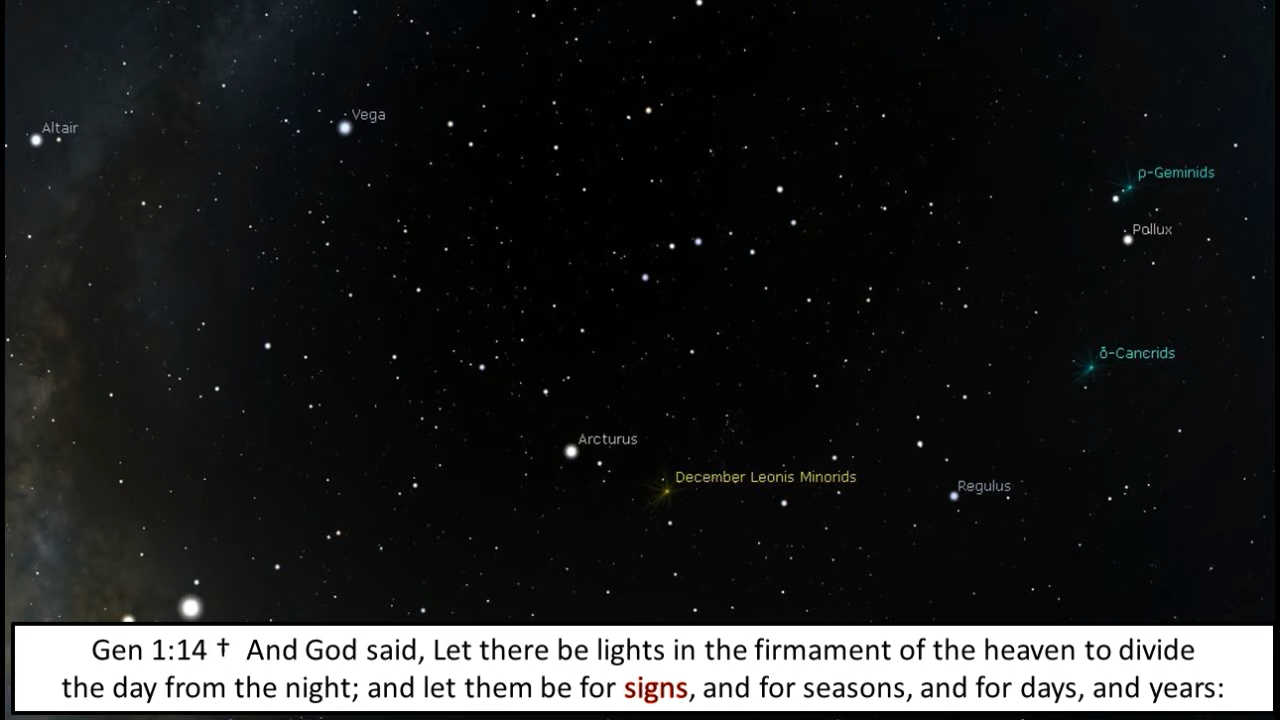 Vega
Altair
ρ-Geminids
Pollux
δ-Cancrids
Arcturus
December Leonis Minorids
Regulus
Gen 1:14 † And God said, Let there be lights in the firmament of the heaven to divide
the day from the night; and let them be for signs, and for seasons, and for days, and years: